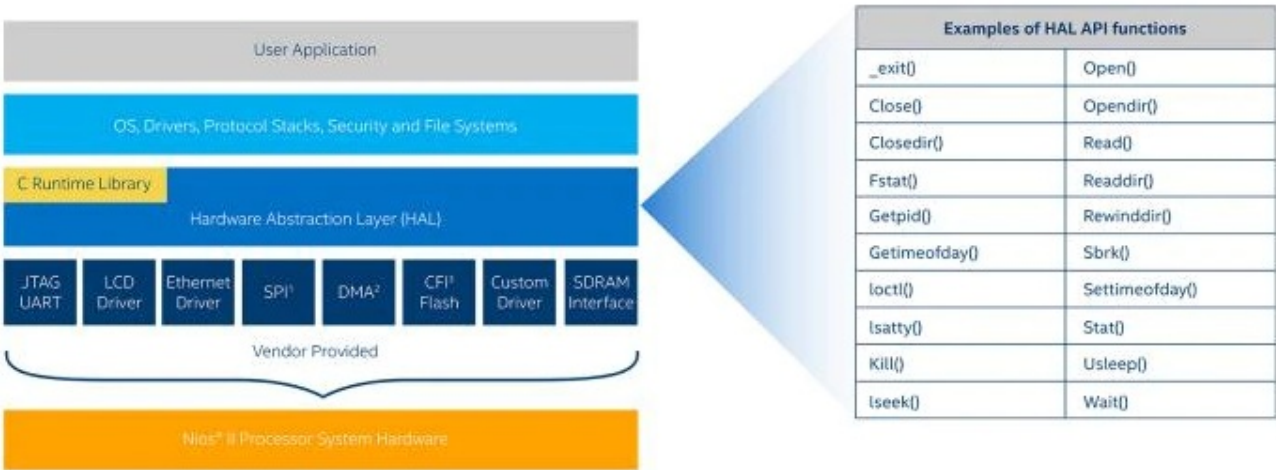 User Application
OS, Drivers, Protocol Stacks, Security and File Systems
C Runtime Library
Hardware Abstraction Layer (HAL)
JTAG UART
LCD Driver
Ethernet Driver
SPI¹
DMA²
CFI³ Flash
Custom Driver
SDRAM Interface
Vendor Provided
Nios® II Processor System Hardware
Examples of HAL API functions
_exit() Open()
Close() Opendir()
Closedir() Read()
Fstat() Readdir()
Getpid() Rewinddir()
Getimeofday() Sbrk()
Ioctl() Settimeofday()
Isatty() Stat()
Kill() Usleep()
lseek() Wait()